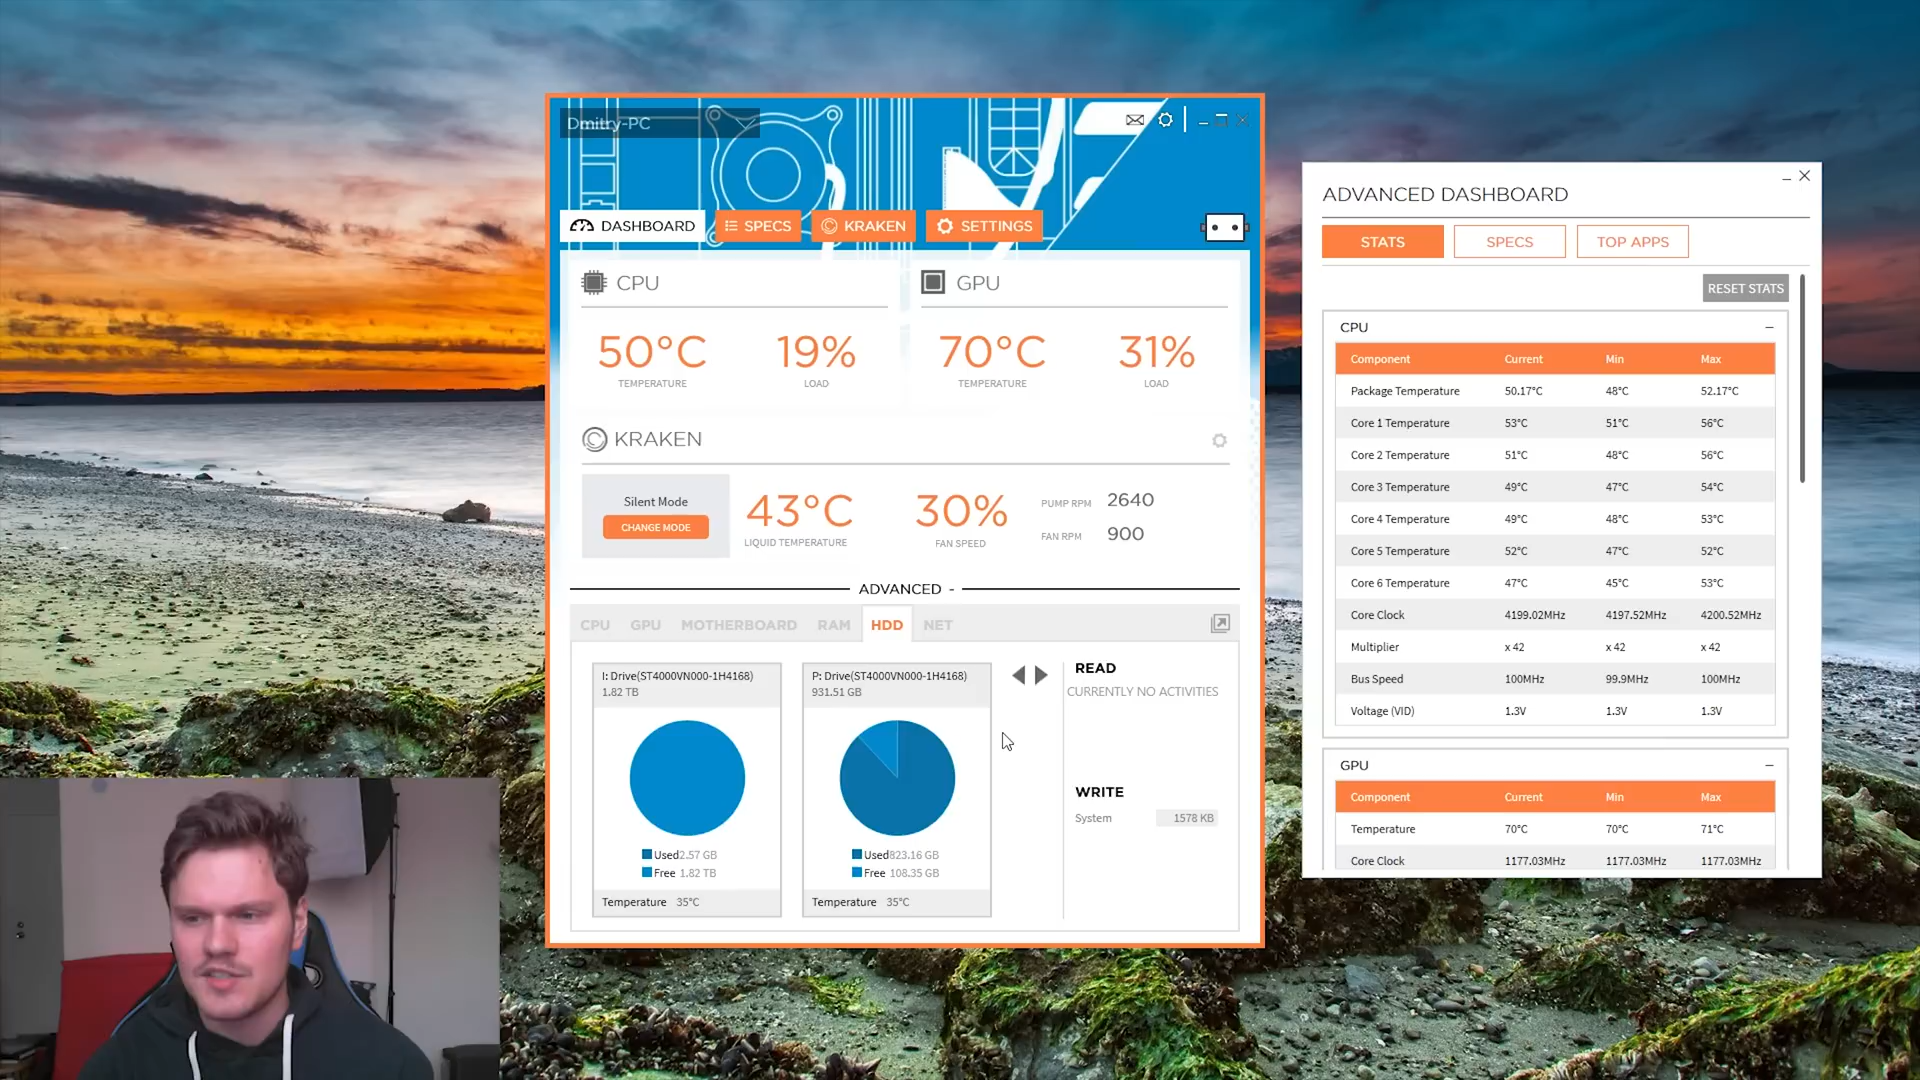 Dmitry-PC
DASHBOARD SPECS KRAKEN SETTINGS
CPU
50°C 19%
TEMPERATURE LOAD
GPU
70°C 31%
TEMPERATURE LOAD
KRAKEN
Silent Mode
CHANGE MODE
43°C
LIQUID TEMPERATURE
30%
FAN SPEED
PUMP RPM 2640
FAN RPM 900
ADVANCED -
CPU GPU MOTHERBOARD RAM HDD NET
I: Drive(ST4000VN000-1H4168)
1.82 TB
Used2.57 GB
Free 1.82 TB
Temperature 35°C
P: Drive(ST4000VN000-1H4168)
931.51 GB
Used823.16 GB
Free 108.35 GB
Temperature 35°C
READ
CURRENTLY NO ACTIVITIES
WRITE
System 1578 KB
ADVANCED DASHBOARD
STATS SPECS TOP APPS
RESET STATS
CPU
Component Current Min Max
Package Temperature 50.17°C 48°C 52.17°C
Core 1 Temperature 53°C 51°C 56°C
Core 2 Temperature 51°C 48°C 56°C
Core 3 Temperature 49°C 47°C 54°C
Core 4 Temperature 49°C 48°C 53°C
Core 5 Temperature 52°C 47°C 52°C
Core 6 Temperature 47°C 45°C 53°C
Core Clock 4199.02MHz 4197.52MHz 4200.52MHz
Multiplier x 42 x 42 x 42
Bus Speed 100MHz 99.9MHz 100MHz
Voltage (VID) 1.3V 1.3V 1.3V
GPU
Component Current Min Max
Temperature 70°C 70°C 71°C
Core Clock 1177.03MHz 1177.03MHz 1177.03MHz